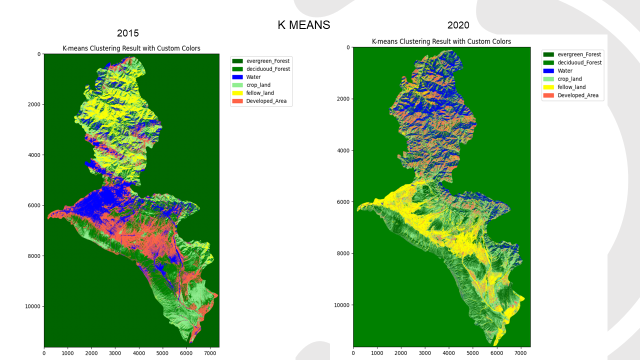 K MEANS
2015
K-means Clustering Result with Custom Colors
0
2000
4000
6000
8000
10000
0 1000 2000 3000 4000 5000 6000 7000
evergreen_Forest
deciduoud_Forest
Water
crop_land
fellow_land
Developed_Area
2020
K-means Clustering Result with Custom Colors
0
2000
4000
6000
8000
10000
0 1000 2000 3000 4000 5000 6000 7000
evergreen_Forest
deciduoud_Forest
Water
crop_land
fellow_land
Developed_Area